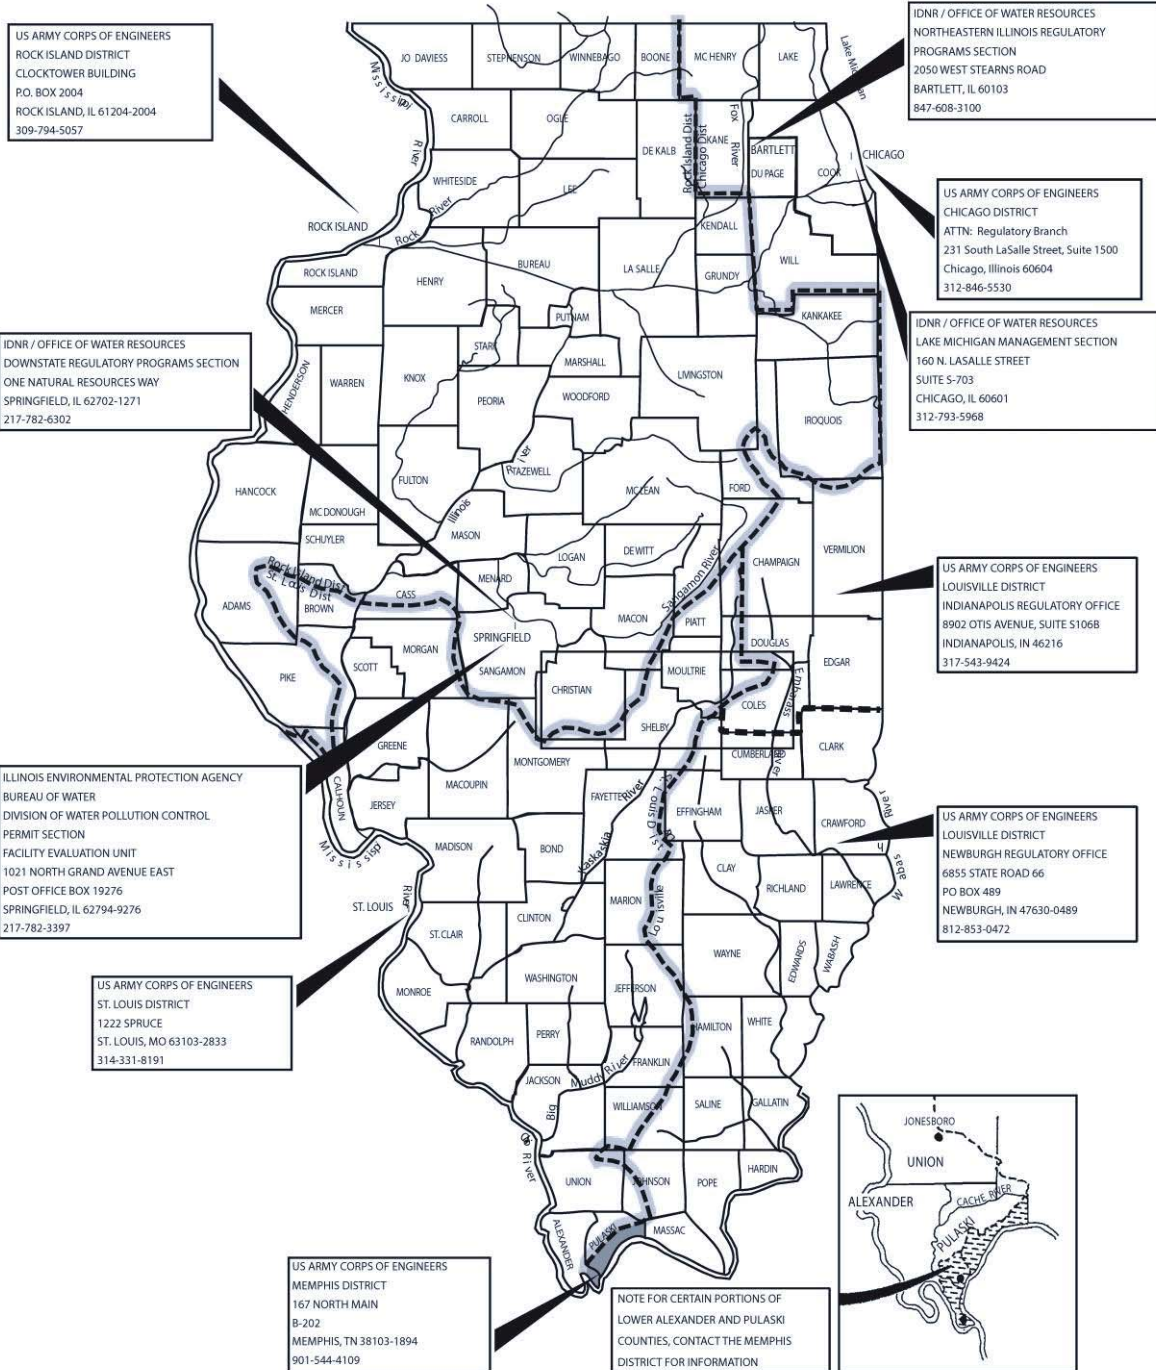 US ARMY CORPS OF ENGINEERS
ROCK ISLAND DISTRICT
CLOCKTOWER BUILDING
P.O. BOX 2004
ROCK ISLAND, IL 61204-2004
309-794-5057
IDNR / OFFICE OF WATER RESOURCES
NORTHEASTERN ILLINOIS REGULATORY
PROGRAMS SECTION
2050 WEST STEARNS ROAD
BARTLETT, IL 60103
847-608-3100
US ARMY CORPS OF ENGINEERS
CHICAGO DISTRICT
ATTN: Regulatory Branch
231 South LaSalle Street, Suite 1500
Chicago, Illinois 60604
312-846-5530
IDNR / OFFICE OF WATER RESOURCES
LAKE MICHIGAN MANAGEMENT SECTION
160 N. LASALLE STREET
SUITE S-703
CHICAGO, IL 60601
312-793-5968
IDNR / OFFICE OF WATER RESOURCES
DOWNSTATE REGULATORY PROGRAMS SECTION
ONE NATURAL RESOURCES WAY
SPRINGFIELD, IL 62702-1271
217-782-6302
US ARMY CORPS OF ENGINEERS
LOUISVILLE DISTRICT
INDIANAPOLIS REGULATORY OFFICE
8902 OTIS AVENUE, SUITE S106B
INDIANAPOLIS, IN 46216
317-543-9424
ILLINOIS ENVIRONMENTAL PROTECTION AGENCY
BUREAU OF WATER
DIVISION OF WATER POLLUTION CONTROL
PERMIT SECTION
FACILITY EVALUATION UNIT
1021 NORTH GRAND AVENUE EAST
POST OFFICE BOX 19276
SPRINGFIELD, IL 62794-9276
217-782-3397
US ARMY CORPS OF ENGINEERS
LOUISVILLE DISTRICT
NEWBURGH REGULATORY OFFICE
6855 STATE ROAD 66
PO BOX 489
NEWBURGH, IN 47630-0489
812-853-0472
US ARMY CORPS OF ENGINEERS
ST. LOUIS DISTRICT
1222 SPRUCE
ST. LOUIS, MO 63103-2833
314-331-8191
US ARMY CORPS OF ENGINEERS
MEMPHIS DISTRICT
167 NORTH MAIN
B-202
MEMPHIS, TN 38103-1894
901-544-4109
NOTE FOR CERTAIN PORTIONS OF
LOWER ALEXANDER AND PULASKI
COUNTIES, CONTACT THE MEMPHIS
DISTRICT FOR INFORMATION
JO DAVIESS
STEPHENSON
WINNEBAGO
BOONE
MC HENRY
LAKE
CARROLL
OGLE
DE KALB
KANE
BARTLETT
DU PAGE
COOK
CHICAGO
Fox
River
Rock Island Dist
Chicago Dist
WHITESIDE
LEE
River
Rock
River
ROCK ISLAND
KENDALL
ROCK ISLAND
HENRY
BUREAU
LA SALLE
GRUNDY
WILL
MERCER
PUTNAM
KANKAKEE
STARK
MARSHALL
HENDERSON
WARREN
KNOX
PEORIA
WOODFORD
LIVINGSTON
IROQUOIS
River
TAZEWELL
HANCOCK
FULTON
MC LEAN
FORD
MC DONOUGH
Illinois
MASON
SCHUYLER
LOGAN
DE WITT
CHAMPAIGN
VERMILION
Rock Island Dist
St. Louis Dist
MENARD
CASS
Sangamon River
ADAMS
BROWN
MACON
PIATT
SPRINGFIELD
DOUGLAS
MORGAN
SCOTT
SANGAMON
MOULTRIE
EDGAR
PIKE
CHRISTIAN
COLES
Embarass
River
SHELBY
GREENE
CUMBERLAND
CLARK
MONTGOMERY
CALHOUN
MACOUPIN
JERSEY
FAYETTE
River
Kaskaskia
EFFINGHAM
JASPER
CRAWFORD
River
MADISON
BOND
CLAY
RICHLAND
LAWRENCE
ST. LOUIS
River
MARION
Louisville
CLINTON
ST. CLAIR
WAYNE
EDWARDS
WABASH
WASHINGTON
JEFFERSON
MONROE
HAMILTON
WHITE
RANDOLPH
PERRY
FRANKLIN
JACKSON
Big
Muddy River
WILLIAMSON
SALINE
GALLATIN
River
UNION
JOHNSON
POPE
HARDIN
ALEXANDER
PULASKI
MASSAC
JONESBORO
UNION
ALEXANDER
CACHE RIVER
PULASKI